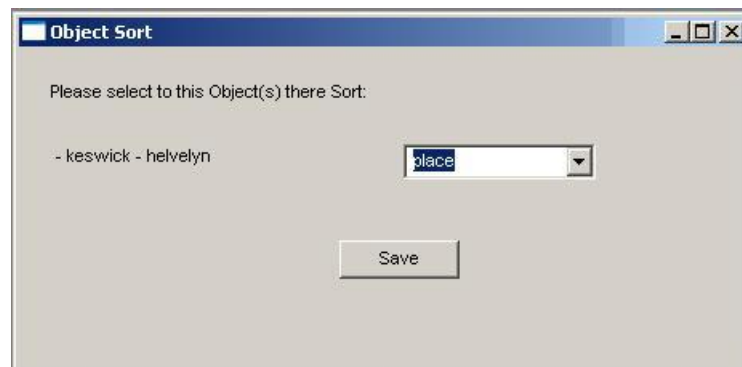 Object Sort
Please select to this Object(s) there Sort:
- keswick - helvelyn place
Save